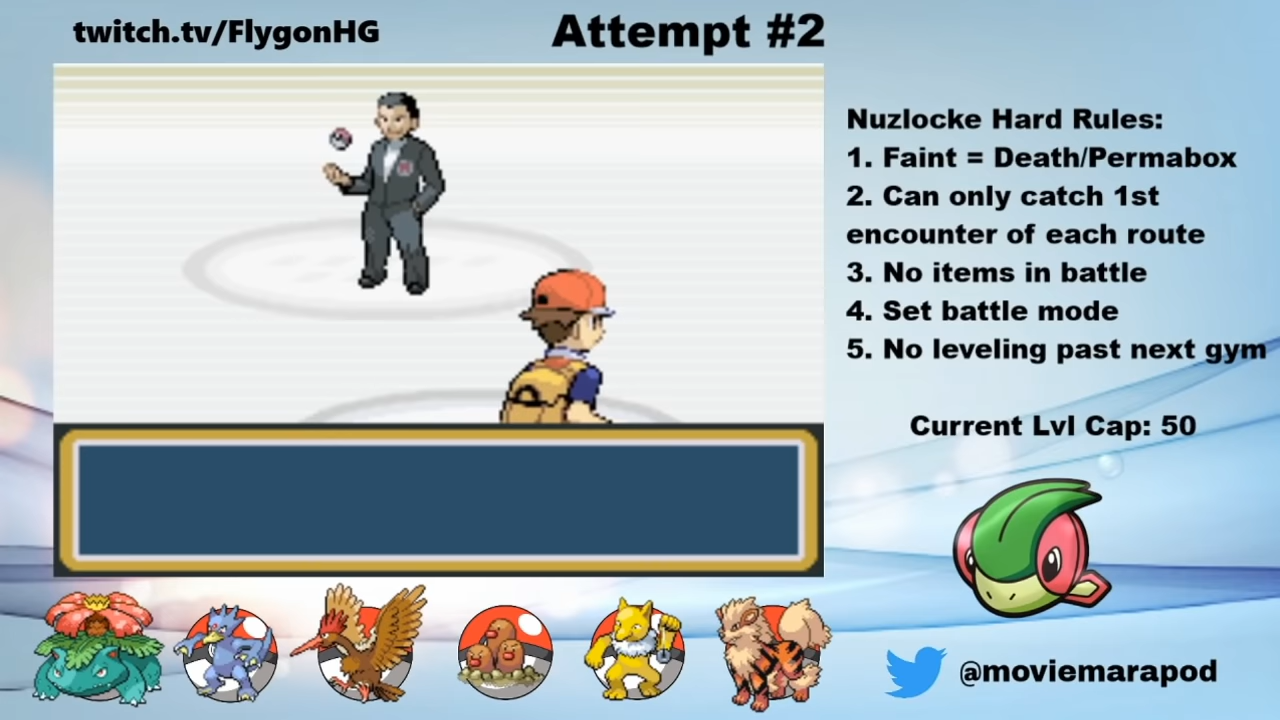 twitch.tv/FlygonHG
Attempt #2
Nuzlocke Hard Rules:
1. Faint = Death/Permabox
2. Can only catch 1st
encounter of each route
3. No items in battle
4. Set battle mode
5. No leveling past next gym
Current Lvl Cap: 50
@moviemarapod